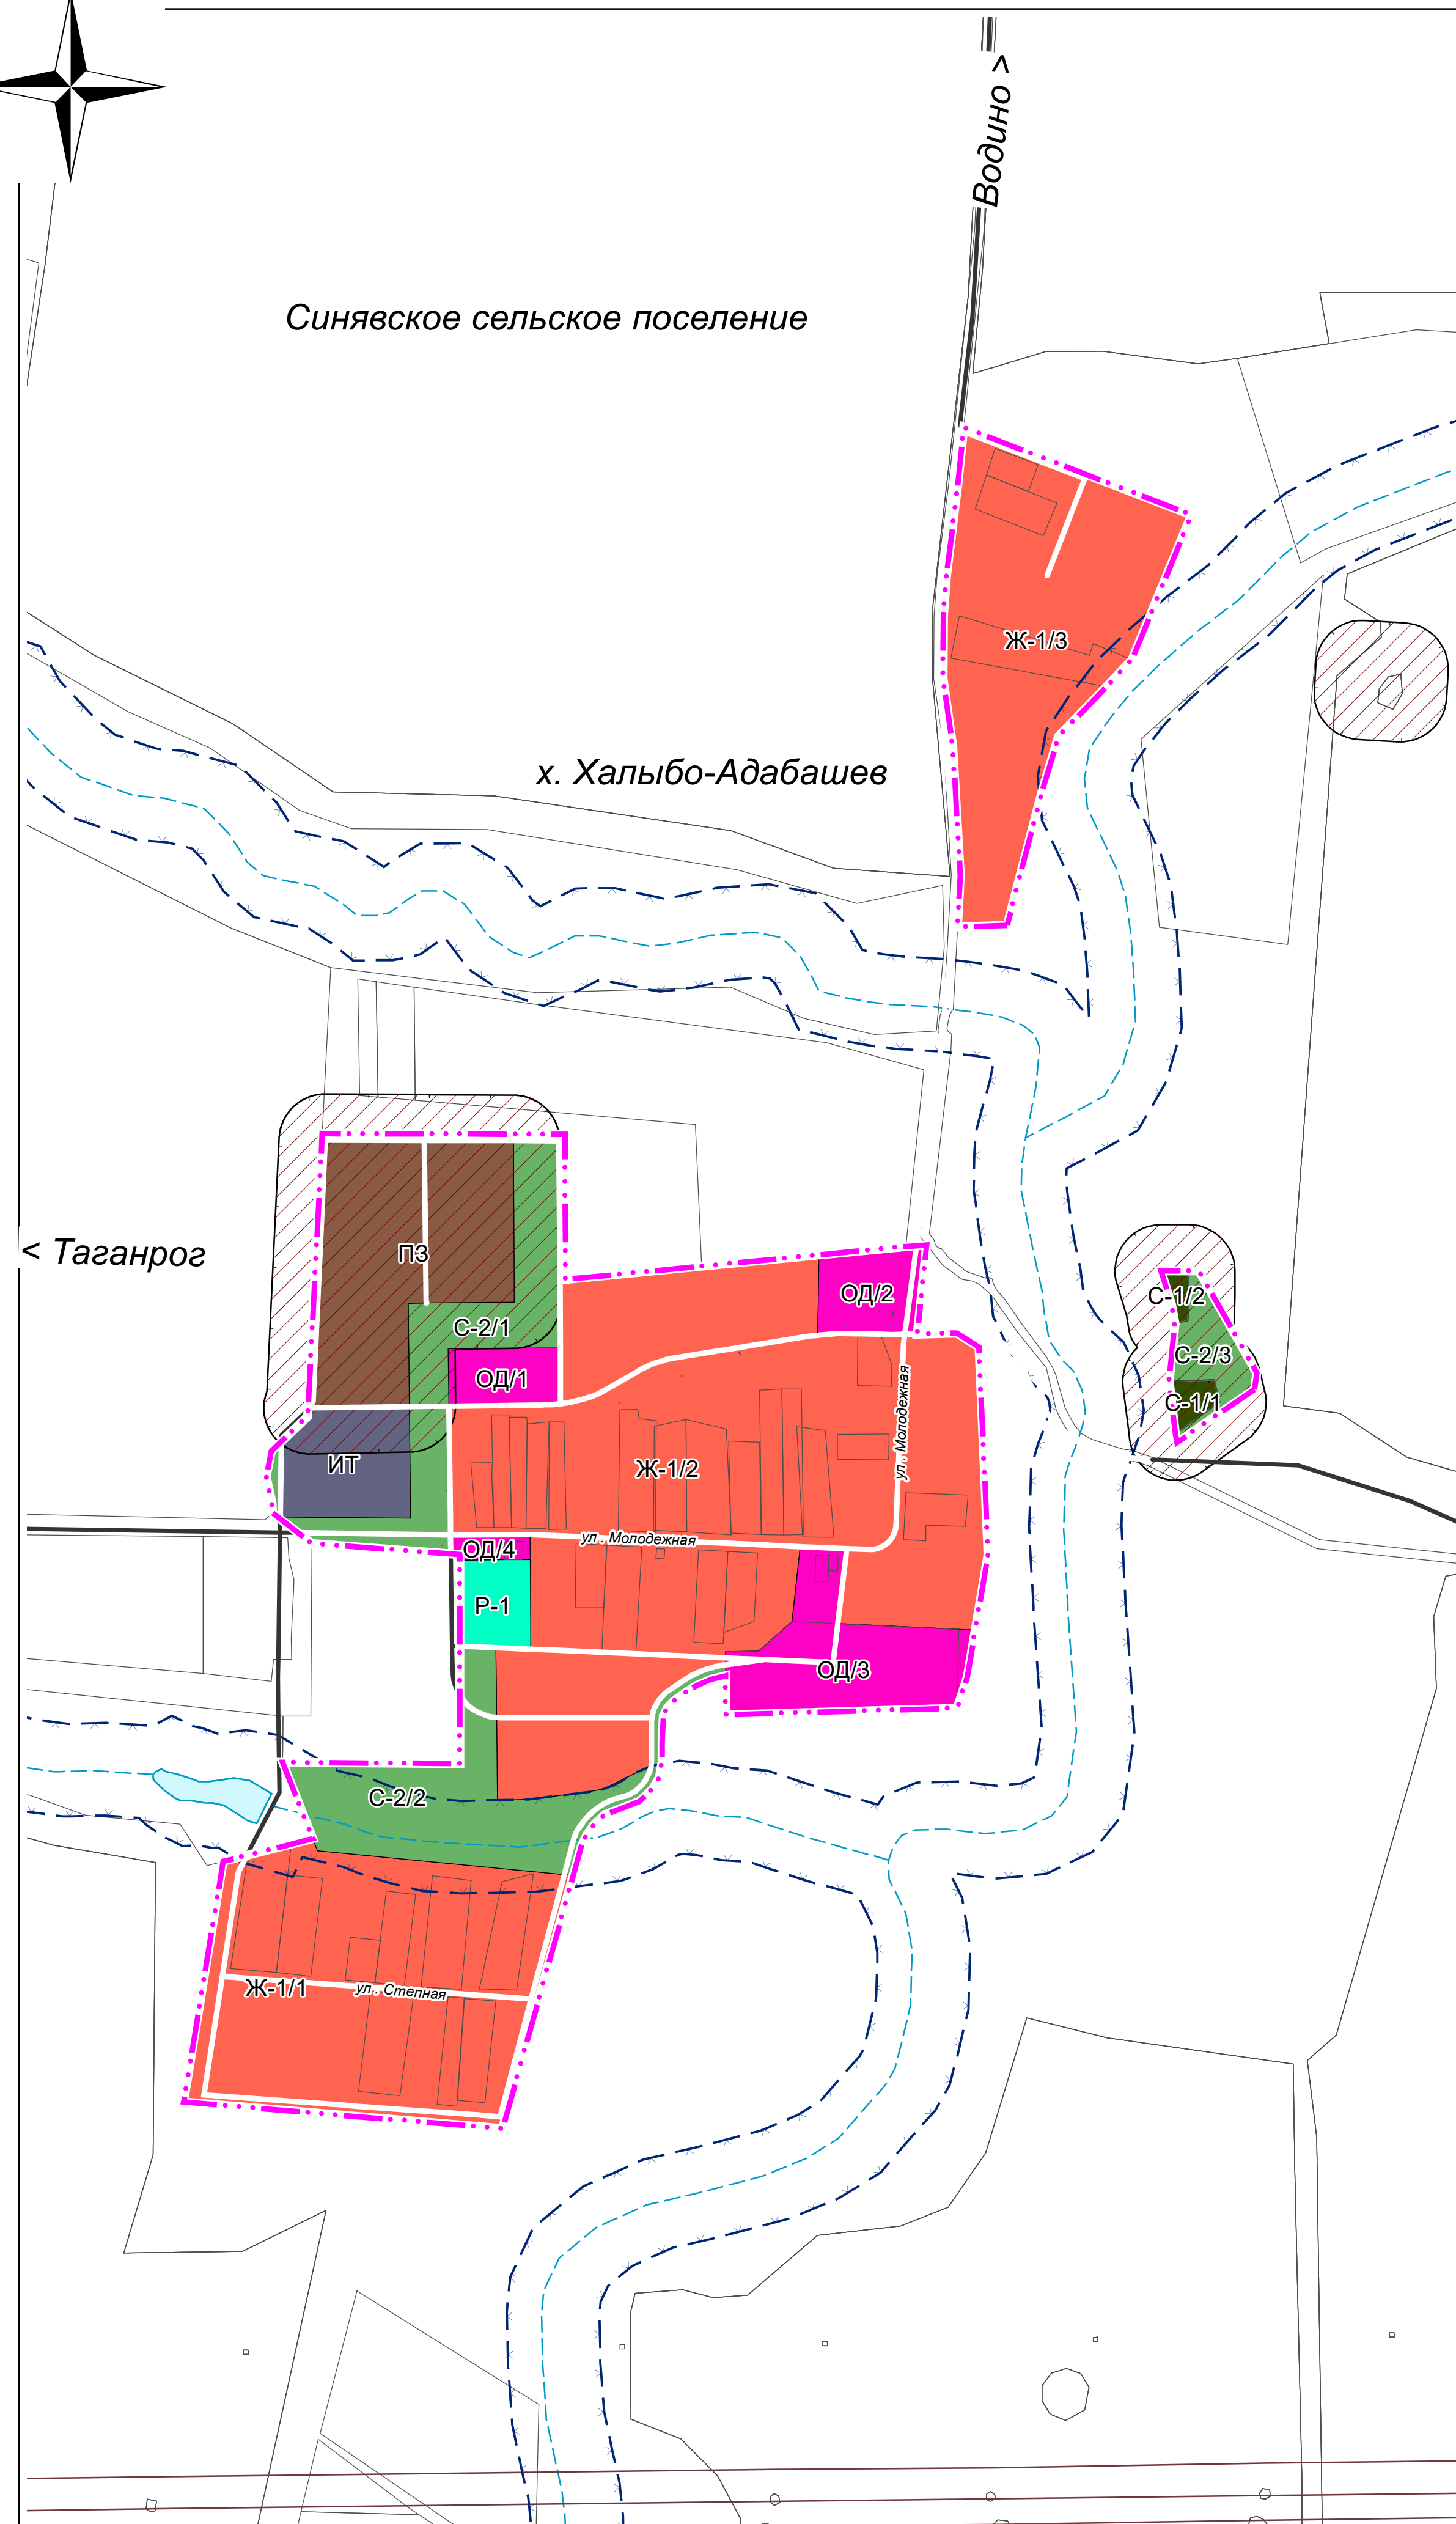 Водино >
Синявское сельское поселение
Ж-1/3
х. Халыбо-Адабашев
< Таганрог
ПЗ
ОД/2
С-1/2
С-2/1
С-2/3
ОД/1
С-1/1
ул . Молодежная
ИТ
Ж-1/2
ул . Молодежная
ОД/4
Р-1
ОД/3
С-2/2
Ж-1/1
ул . Степная